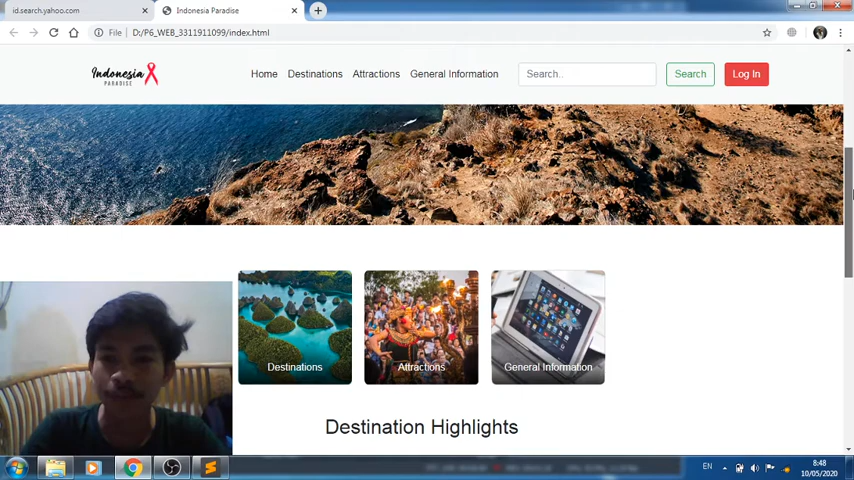 id.search.yahoo.com
Indonesia Paradise
File D:/P6_WEB_3311911099/index.html
Indonesia
PARADISE
Home Destinations Attractions General Information Search.. Search Log In
Destinations Attractions General Information
Destination Highlights
EN
8:48
10/05/2020